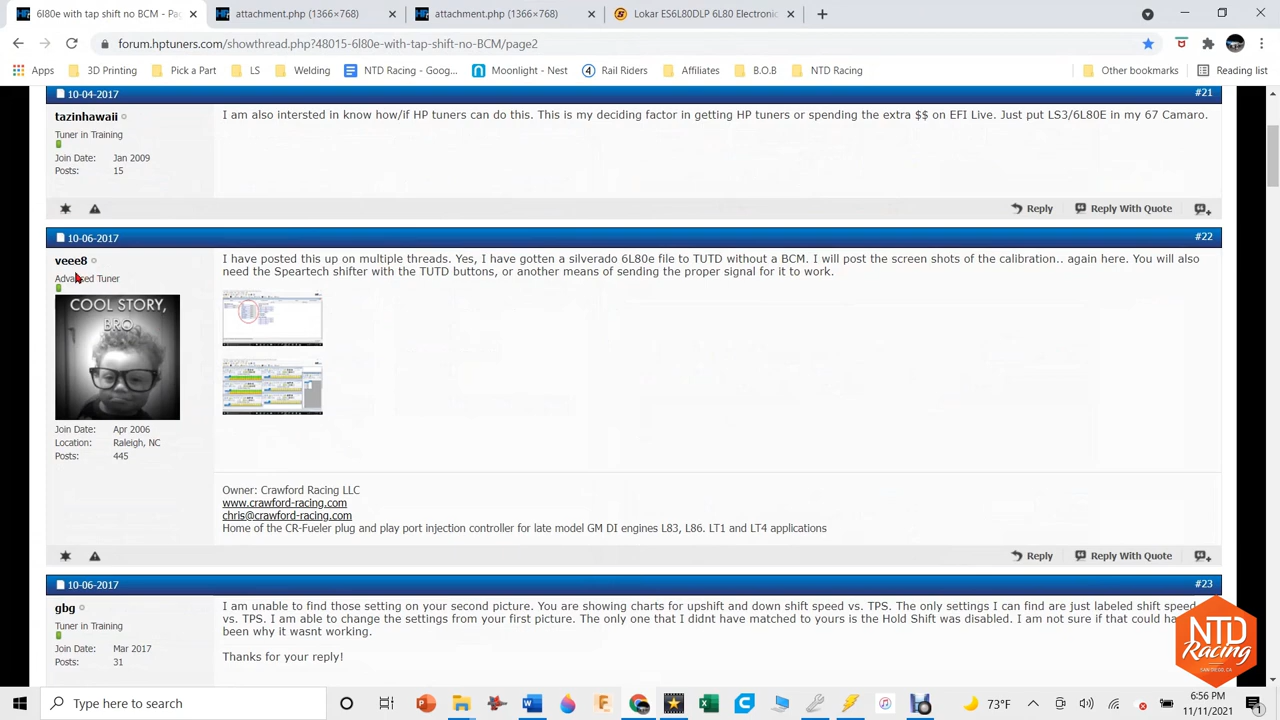 6l80e with tap shift no BCM - Pa
attachment.php (1366×768)
attachment.php (1366×768)
Lokar ES6L80DLP 6L80 Electronic
forum.hptuners.com/showthread.php?48015-6l80e-with-tap-shift-no-BCM/page2
Apps
3D Printing
Pick a Part
LS
Welding
NTD Racing - Goog...
Moonlight - Nest
Rail Riders
Affiliates
B.O.B
NTD Racing
Other bookmarks
Reading list
10-04-2017
#21
tazinhawaii
Tuner in Training
Join Date: Jan 2009
Posts: 15
I am also intersted in know how/if HP tuners can do this. This is my deciding factor in getting HP tuners or spending the extra $$ on EFI Live. Just put LS3/6L80E in my 67 Camaro.
Reply
Reply With Quote
10-06-2017
#22
veee8
Advanced Tuner
COOL STORY,
BRO
Join Date: Apr 2006
Location: Raleigh, NC
Posts: 445
I have posted this up on multiple threads. Yes, I have gotten a silverado 6L80e file to TUTD without a BCM. I will post the screen shots of the calibration.. again here. You will also
need the Speartech shifter with the TUTD buttons, or another means of sending the proper signal for it to work.
Owner: Crawford Racing LLC
www.crawford-racing.com
chris@crawford-racing.com
Home of the CR-Fueler plug and play port injection controller for late model GM DI engines L83, L86. LT1 and LT4 applications
Reply
Reply With Quote
10-06-2017
#23
gbg
Tuner in Training
Join Date: Mar 2017
Posts: 31
I am unable to find those setting on your second picture. You are showing charts for upshift and down shift speed vs. TPS. The only settings I can find are just labeled shift speed
vs. TPS. I am able to change the settings from your first picture. The only one that I didnt have matched to yours is the Hold Shift was disabled. I am not sure if that could ha
been why it wasnt working.
Thanks for your reply!
NTD
Racing
SAN DIEGO, CA
Type here to search
73°F
6:56 PM
11/11/2021